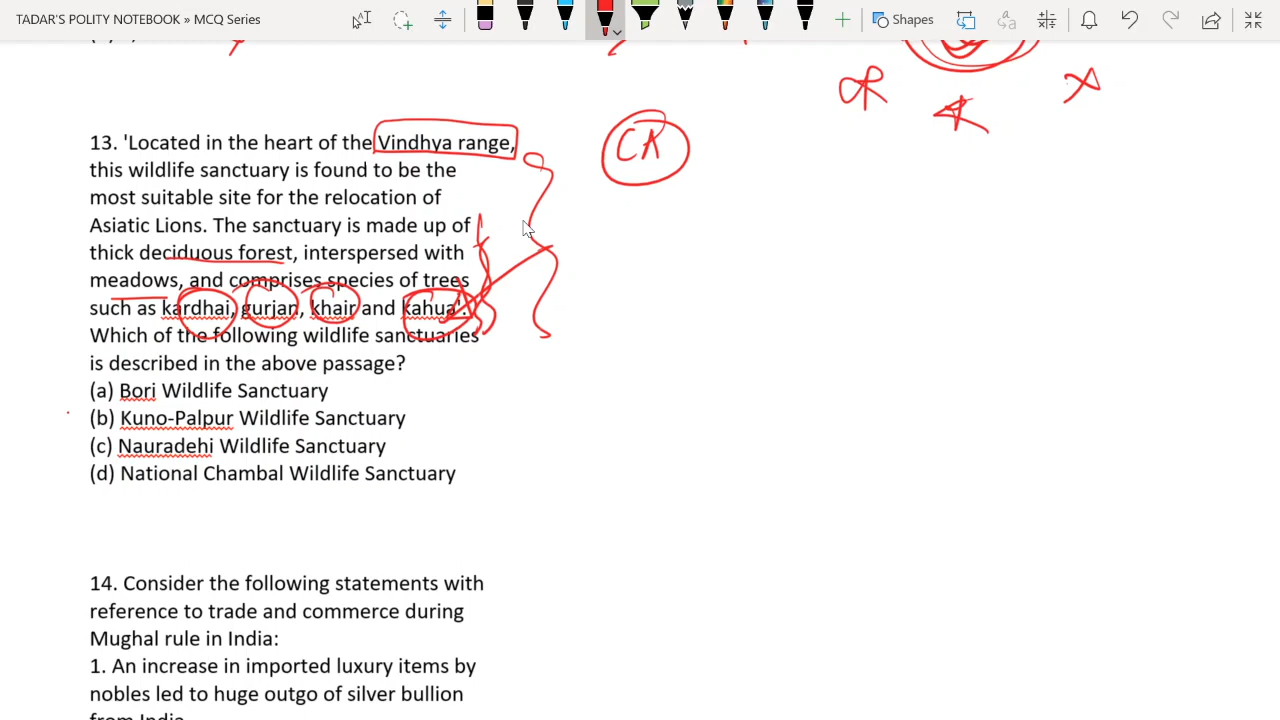 TADAR'S POLITY NOTEBOOK » MCQ Series
Shapes
CA
13. 'Located in the heart of the Vindhya range,
this wildlife sanctuary is found to be the
most suitable site for the relocation of
Asiatic Lions. The sanctuary is made up of
thick deciduous forest, interspersed with
meadows, and comprises species of trees
such as kardhai, gurjan, khair and kahua'.
Which of the following wildlife sanctuaries
is described in the above passage?
(a) Bori Wildlife Sanctuary
(b) Kuno-Palpur Wildlife Sanctuary
(c) Nauradehi Wildlife Sanctuary
(d) National Chambal Wildlife Sanctuary
14. Consider the following statements with
reference to trade and commerce during
Mughal rule in India:
1. An increase in imported luxury items by
nobles led to huge outgo of silver bullion
from India